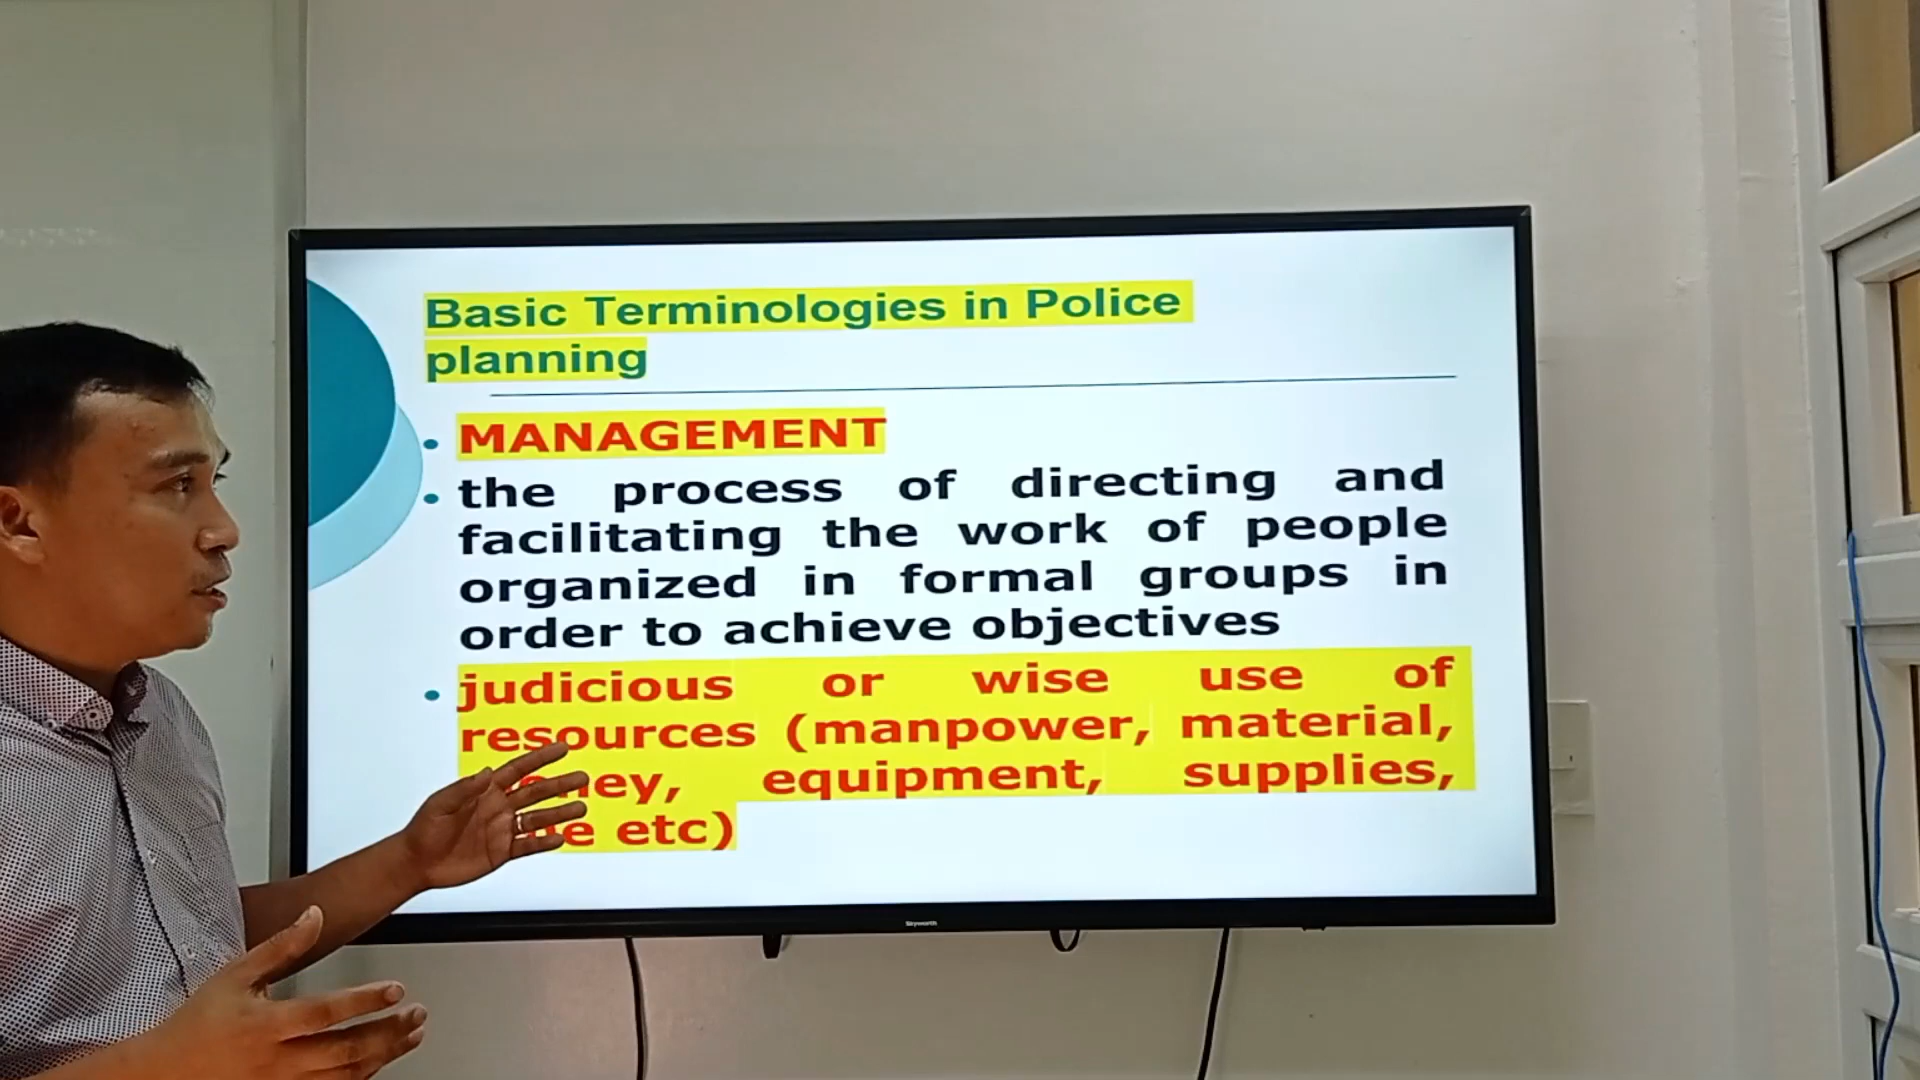 Basic Terminologies in Police
planning
MANAGEMENT
the process of directing and
facilitating the work of people
organized in formal groups in
order to achieve objectives
judicious or wise use of
resources (manpower, material,
equipment, supplies,
etc)
Skyworth